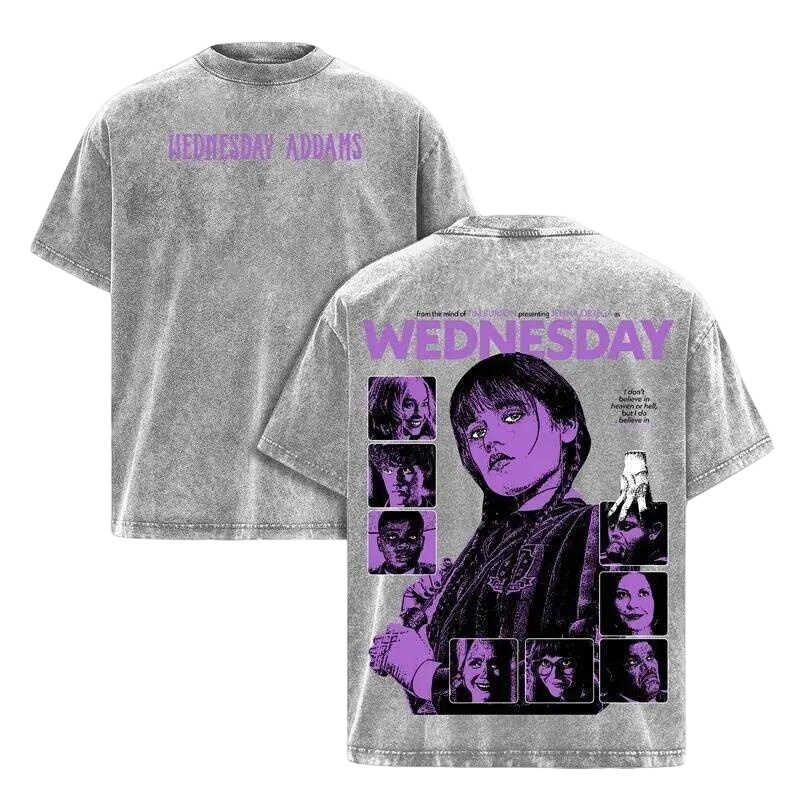 WEDNESDAY ADDAMS
from the mind of TIM BURTON presenting JENNA ORTEGA as
WEDNESDAY
I don't
believe in
heaven or hell,
but I do
believe in